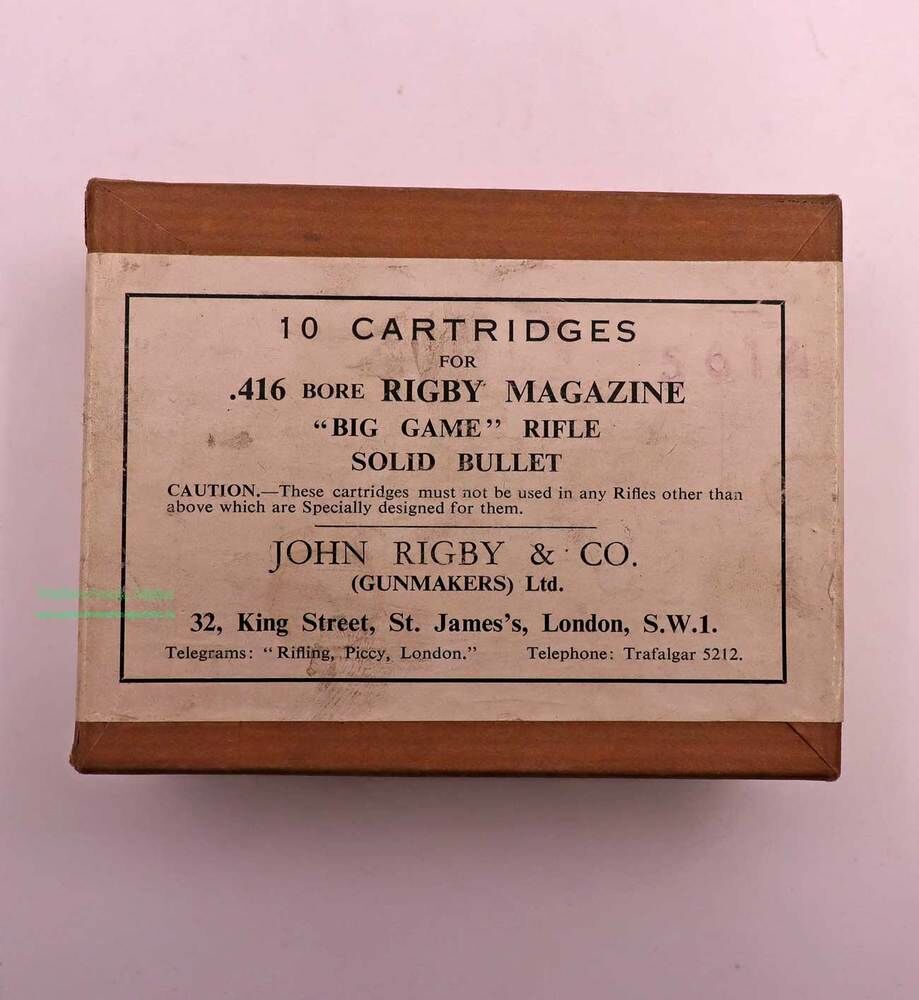 10 CARTRIDGES
FOR
.416 BORE RIGBY MAGAZINE
“BIG GAME” RIFLE
SOLID BULLET
CAUTION.—These cartridges must not be used in any Rifles other than
above which are Specially designed for them.
JOHN RIGBY & CO.
(GUNMAKERS) Ltd.
32, King Street, St. James's, London, S.W.1.
Telegrams: “Rifling, Piccy, London.” Telephone: Trafalgar 5212.